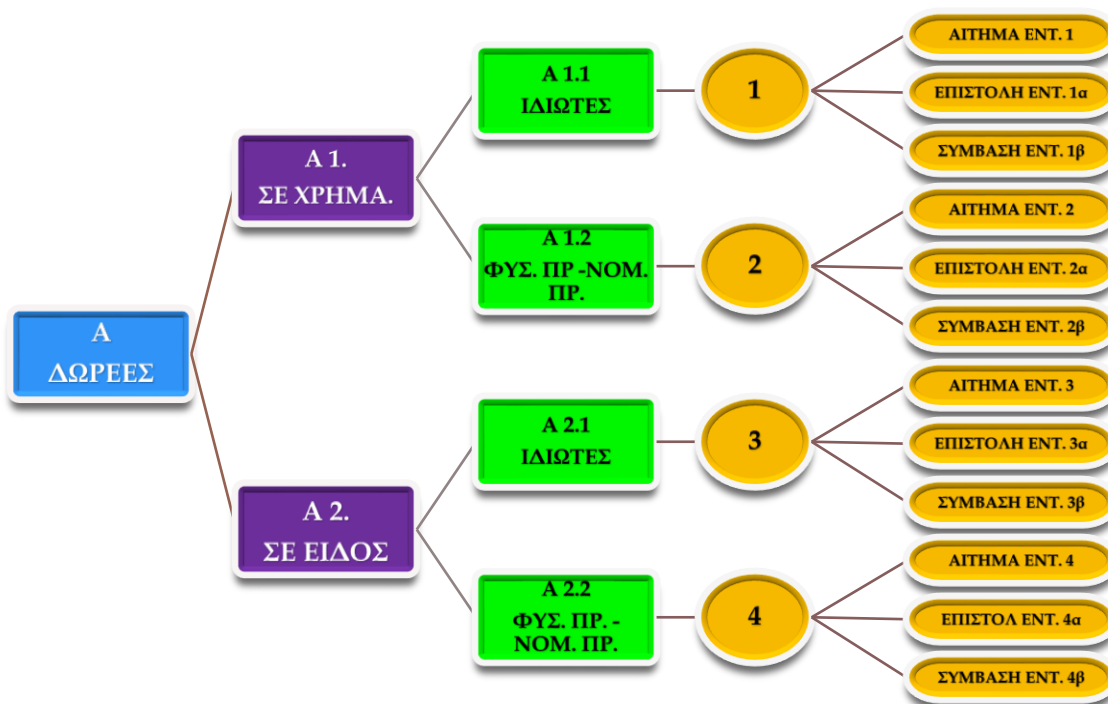 Α
ΔΩΡΕΕΣ
Α 1.
ΣΕ ΧΡΗΜΑ.
Α 1.1
ΙΔΙΩΤΕΣ
1
ΑΙΤΗΜΑ ΕΝΤ. 1
ΕΠΙΣΤΟΛΗ ΕΝΤ. 1α
ΣΥΜΒΑΣΗ ΕΝΤ. 1β
Α 1.2
ΦΥΣ. ΠΡ -ΝΟΜ.
ΠΡ.
2
ΑΙΤΗΜΑ ΕΝΤ. 2
ΕΠΙΣΤΟΛΗ ΕΝΤ. 2α
ΣΥΜΒΑΣΗ ΕΝΤ. 2β
Α 2.
ΣΕ ΕΙΔΟΣ
Α 2.1
ΙΔΙΩΤΕΣ
3
ΑΙΤΗΜΑ ΕΝΤ. 3
ΕΠΙΣΤΟΛΗ ΕΝΤ. 3α
ΣΥΜΒΑΣΗ ΕΝΤ. 3β
Α 2.2
ΦΥΣ. ΠΡ. -
ΝΟΜ. ΠΡ.
4
ΑΙΤΗΜΑ ΕΝΤ. 4
ΕΠΙΣΤΟΛ ΕΝΤ. 4α
ΣΥΜΒΑΣΗ ΕΝΤ. 4β